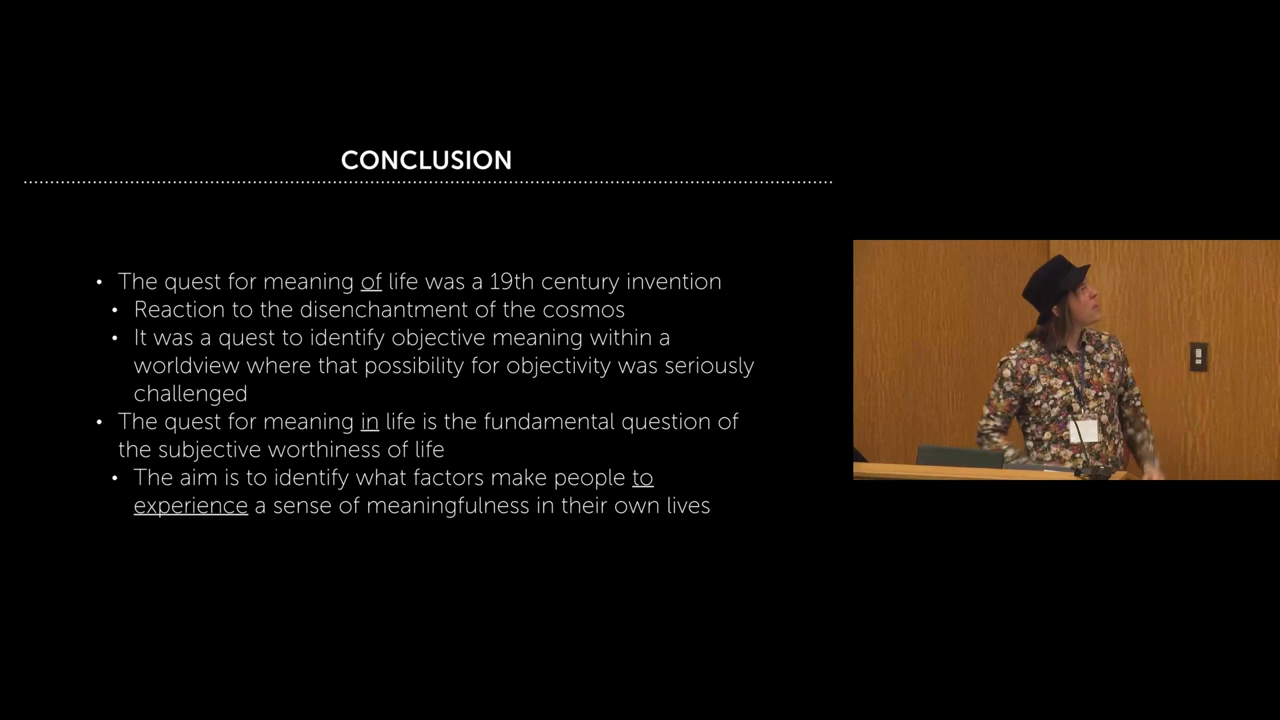 CONCLUSION
• The quest for meaning of life was a 19th century invention
• Reaction to the disenchantment of the cosmos
• It was a quest to identify objective meaning within a
worldview where that possibility for objectivity was seriously
challenged
• The quest for meaning in life is the fundamental question of
the subjective worthiness of life
• The aim is to identify what factors make people to
experience a sense of meaningfulness in their own lives